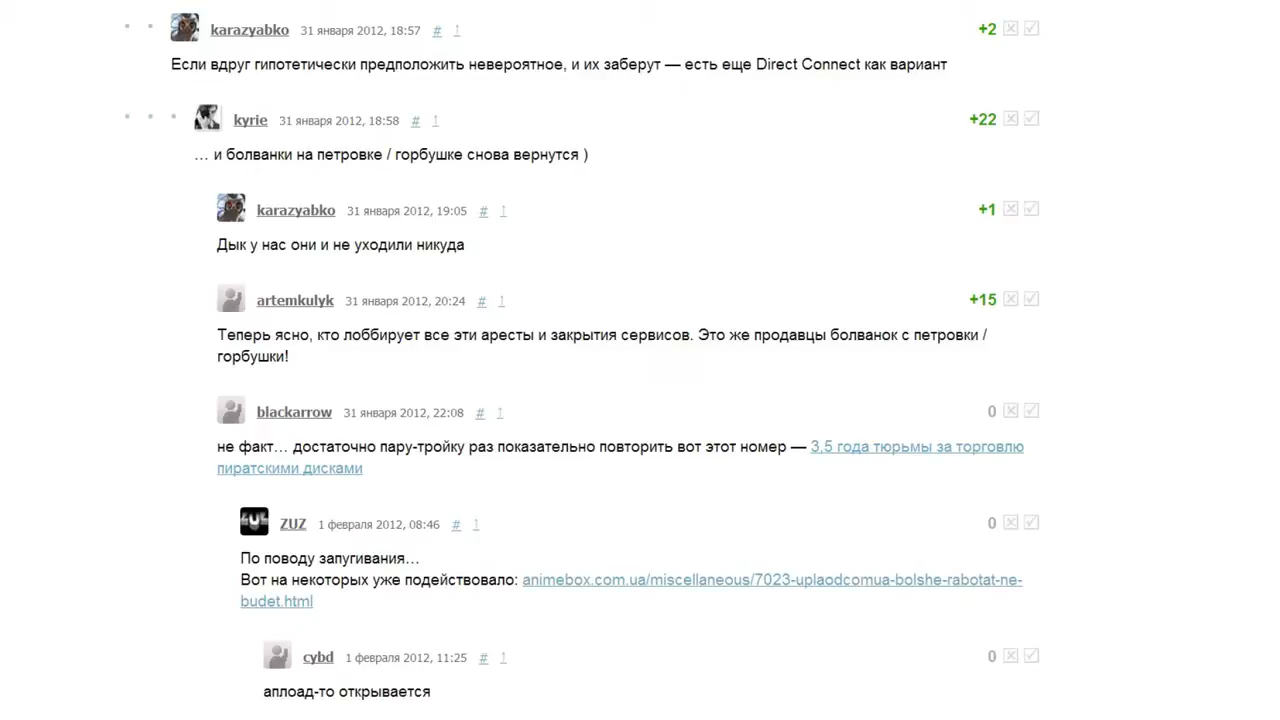 karazyabko 31 января 2012, 18:57 # ↑ +2
Если вдруг гипотетически предположить невероятное, и их заберут — есть еще Direct Connect как вариант
kyrie 31 января 2012, 18:58 # ↑ +22
… и болванки на петровке / горбушке снова вернутся )
karazyabko 31 января 2012, 19:05 # ↑ +1
Дык у нас они и не уходили никуда
artemkulyk 31 января 2012, 20:24 # ↑ +15
Теперь ясно, кто лоббирует все эти аресты и закрытия сервисов. Это же продавцы болванок с петровки /
горбушки!
blackarrow 31 января 2012, 22:08 # ↑ 0
не факт… достаточно пару-тройку раз показательно повторить вот этот номер — 3,5 года тюрьмы за торговлю
пиратскими дисками
ZUZ 1 февраля 2012, 08:46 # ↑ 0
По поводу запугивания…
Вот на некоторых уже подействовало: animebox.com.ua/miscellaneous/7023-uplaodcomua-bolshe-rabotat-ne-
budet.html
cybd 1 февраля 2012, 11:25 # ↑ 0
аплоад-то открывается